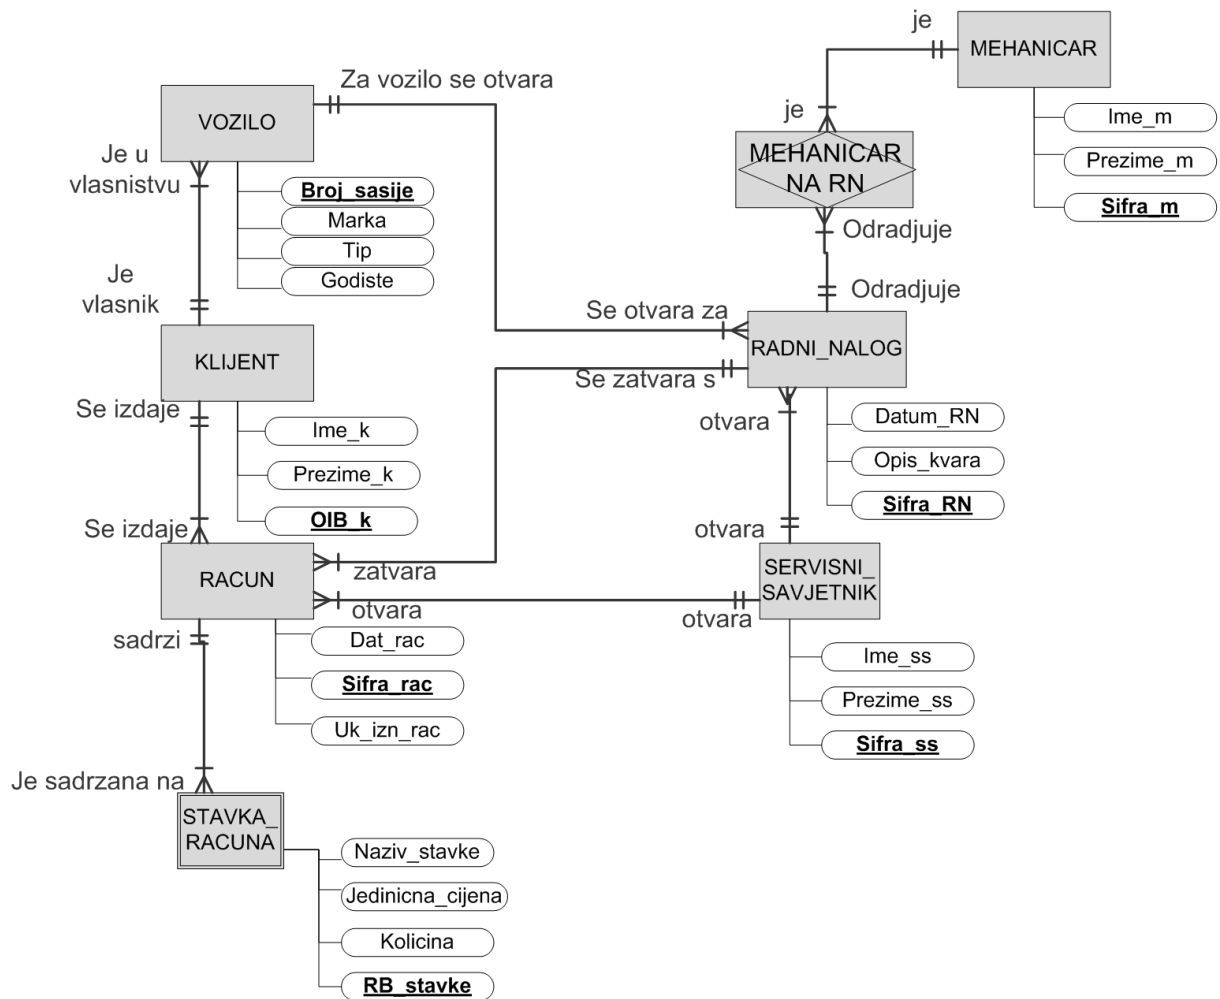 je
MEHANICAR
Ime_m
Prezime_m
Sifra_m
Za vozilo se otvara
VOZILO
je
MEHANICAR
NA RN
Je u
vlasnistvu
Broj_sasije
Marka
Tip
Godiste
Odradjuje
Je
vlasnik
Odradjuje
Se otvara za
KLIJENT
RADNI_NALOG
Se zatvara s
Se izdaje
Ime_k
Prezime_k
OIB_k
otvara
Datum_RN
Opis_kvara
Sifra_RN
Se izdaje
otvara
RACUN
zatvara
SERVISNI_
SAVJETNIK
otvara
otvara
sadrzi
Dat_rac
Sifra_rac
Uk_izn_rac
Ime_ss
Prezime_ss
Sifra_ss
Je sadrzana na
STAVKA_
RACUNA
Naziv_stavke
Jedinicna_cijena
Kolicina
RB_stavke